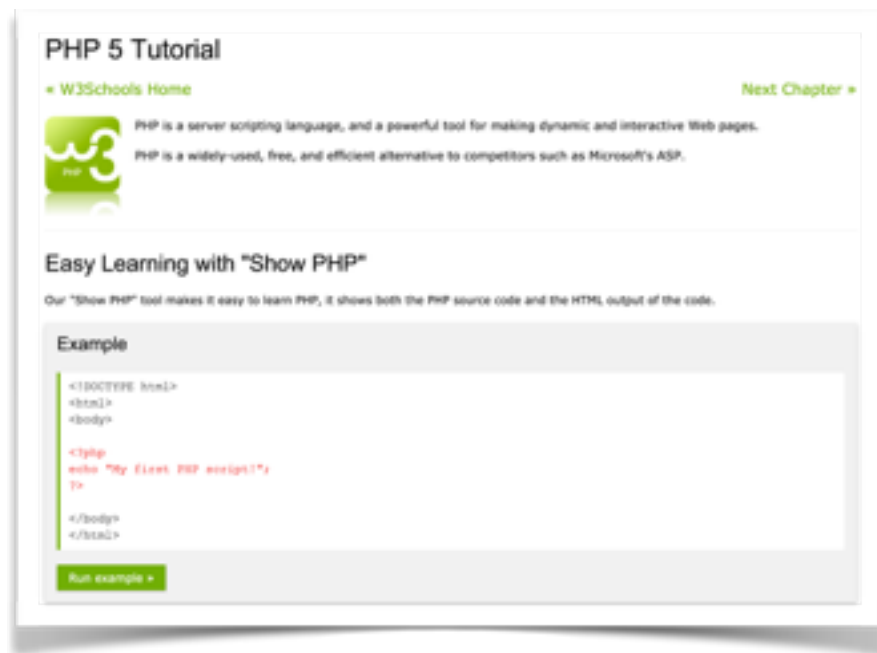 PHP 5 Tutorial
« W3Schools Home
Next Chapter »
w3
PHP
PHP is a server scripting language, and a powerful tool for making dynamic and interactive Web pages.
PHP is a widely-used, free, and efficient alternative to competitors such as Microsoft's ASP.
Easy Learning with "Show PHP"
Our "Show PHP" tool makes it easy to learn PHP, it shows both the PHP source code and the HTML output of the code.
Example
<!DOCTYPE html>
<html>
<body>
<?php
echo "My first PHP script!";
?>
</body>
</html>
Run example »